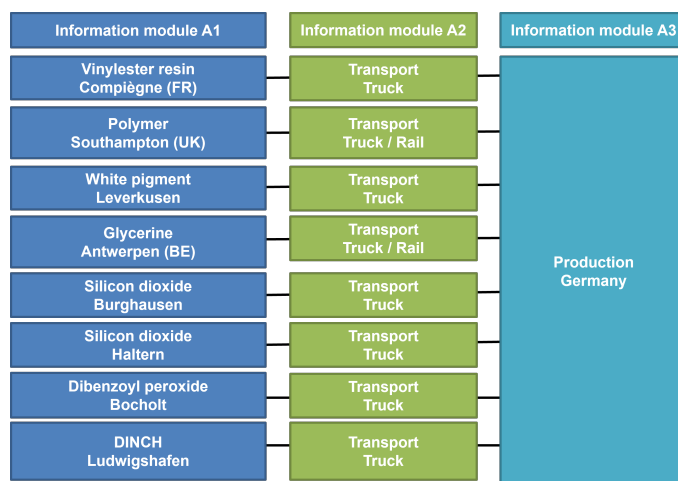 Information module A1
Information module A2
Information module A3
Vinylester resin
Compiègne (FR)
Transport
Truck
Polymer
Southampton (UK)
Transport
Truck / Rail
White pigment
Leverkusen
Transport
Truck
Glycerine
Antwerpen (BE)
Transport
Truck / Rail
Silicon dioxide
Burghausen
Transport
Truck
Silicon dioxide
Haltern
Transport
Truck
Dibenzoyl peroxide
Bocholt
Transport
Truck
DINCH
Ludwigshafen
Transport
Truck
Production
Germany